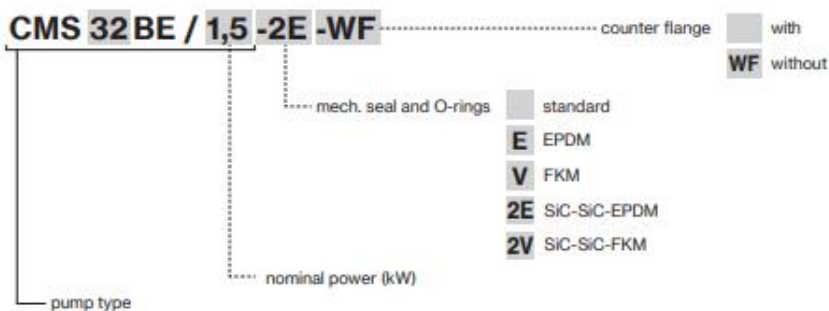 CMS 32 BE / 1,5 -2E -WF
counter flange
with
WF without
mech. seal and O-rings
standard
E EPDM
V FKM
2E SiC-SiC-EPDM
2V SiC-SiC-FKM
nominal power (kW)
pump type